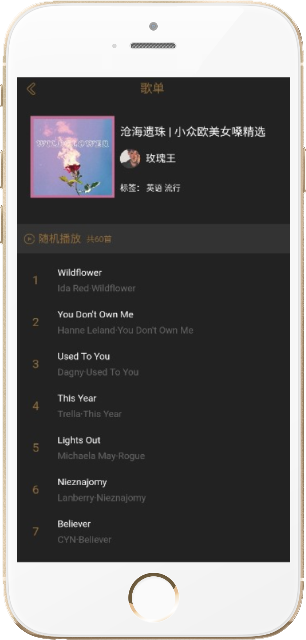 歌单
wildflower
沧海遗珠 | 小众欧美女嗓精选
玫瑰王
标签： 英语 流行
随机播放 共60首
1 Wildflower
Ida Red·Wildflower
2 You Don't Own Me
Hanne Leland·You Don't Own Me
3 Used To You
Dagny·Used To You
4 This Year
Trella·This Year
5 Lights Out
Michaela May·Rogue
6 Nieznajomy
Lanberry·Nieznajomy
7 Believer
CYN·Believer